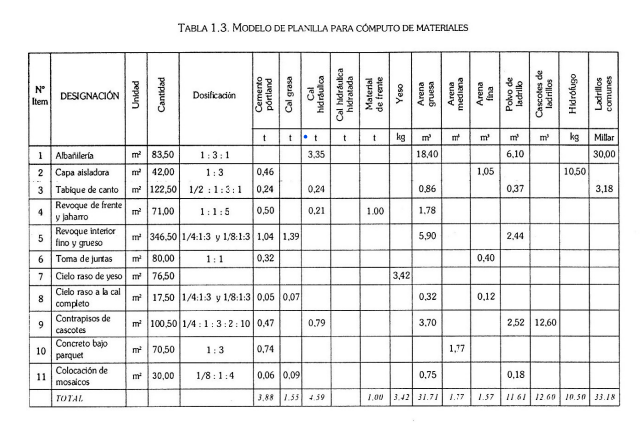 TABLA 1.3. MODELO DE PLANILLA PARA CÓMPUTO DE MATERIALES
Nº Item DESIGNACIÓN Unidad Cantidad Dosificación Cemento pórtland Cal grasa Cal hidráulica Cal hidráulica hidratada Material de frente Yeso Arena gruesa Arena mediana Arena fina Polvo de ladrillo Cascotes de ladrillos Hidrófugo Ladrillos comunes
t t t t t kg m³ m³ m³ m³ m³ kg Millar
1 Albañilería m² 83,50 1 : 3 : 1 3,35 18,40 6,10 30,00
2 Capa aisladora m² 42,00 1 : 3 0,46 1,05 10,50
3 Tabique de canto m² 122,50 1/2 : 1 : 3 : 1 0,24 0,24 0,86 0,37 3,18
4 Revoque de frente y jaharro m² 71,00 1 : 1 : 5 0,50 0,21 1.00 1,78
5 Revoque interior fino y grueso m² 346,50 1/4:1:3 y 1/8:1:3 1,04 1,39 5,90 2,44
6 Toma de juntas m² 80,00 1 : 1 0,32 0,40
7 Cielo raso de yeso m² 76,50 3,42
8 Cielo raso a la cal completo m² 17,50 1/4:1:3 y 1/8:1:3 0,05 0,07 0,32 0,12
9 Contrapisos de cascotes m² 100,50 1/4 : 1 : 3 : 2 : 10 0,47 0,79 3,70 2,52 12,60
10 Concreto bajo parquet m² 70,50 1 : 3 0,74 1,77
11 Colocación de mosaicos m² 30,00 1/8 : 1 : 4 0,06 0,09 0,75 0,18
TOTAL 3,88 1.55 4.59 1,00 3,42 31.71 1.77 1.57 11.61 12.60 10.50 33.18